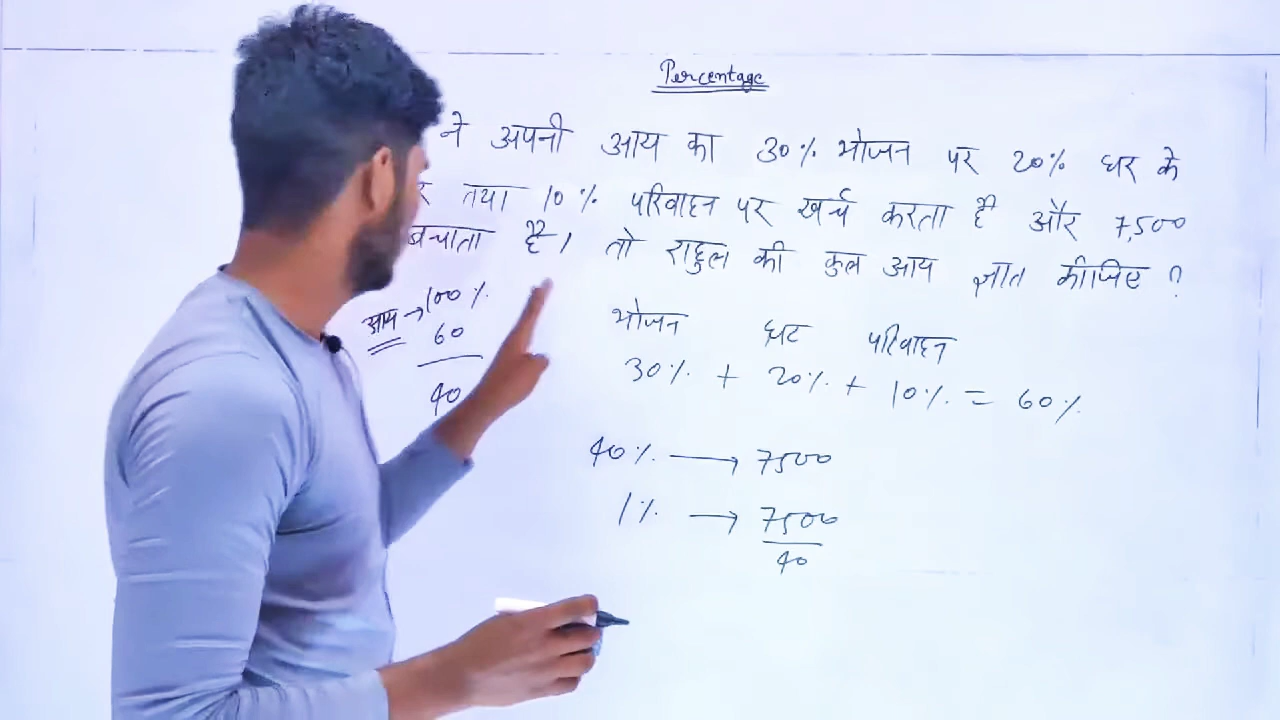 Percentage
ने अपनी आय का 30% भोजन पर 20% घर के
तथा 10% परिवाहन पर खर्च करता है और 7,500
बचाता है। तो राहुल की कुल आय ज्ञात कीजिए ?
आय → 100 %
60
40
भोजन घर परिवाहन
30% + 20% + 10% = 60%
40% → 7500
1% → 7500
40